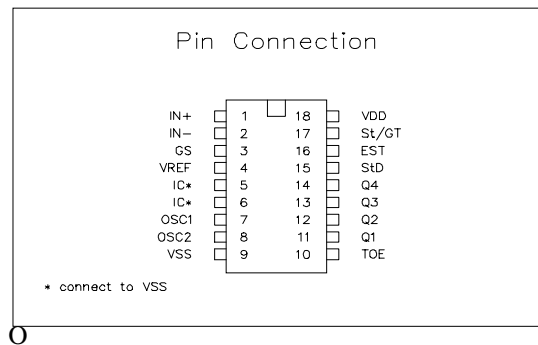 Pin Connection
IN+ 1 18 VDD
IN- 2 17 St/GT
GS 3 16 EST
VREF 4 15 StD
IC* 5 14 Q4
IC* 6 13 Q3
OSC1 7 12 Q2
OSC2 8 11 Q1
VSS 9 10 TOE
* connect to VSS
O